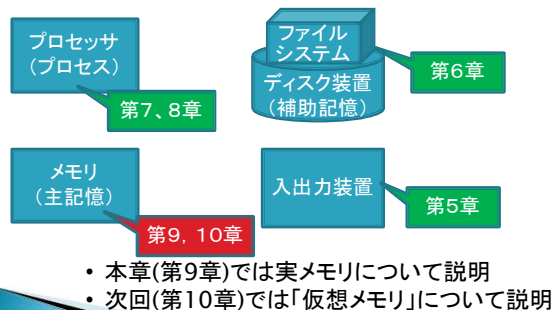 プロセッサ
(プロセス)
第7、8章
ファイル
システム
ディスク装置
(補助記憶)
第6章
メモリ
(主記憶)
第9，10章
入出力装置
第5章
• 本章(第9章)では実メモリについて説明
• 次回(第10章)では「仮想メモリ」について説明